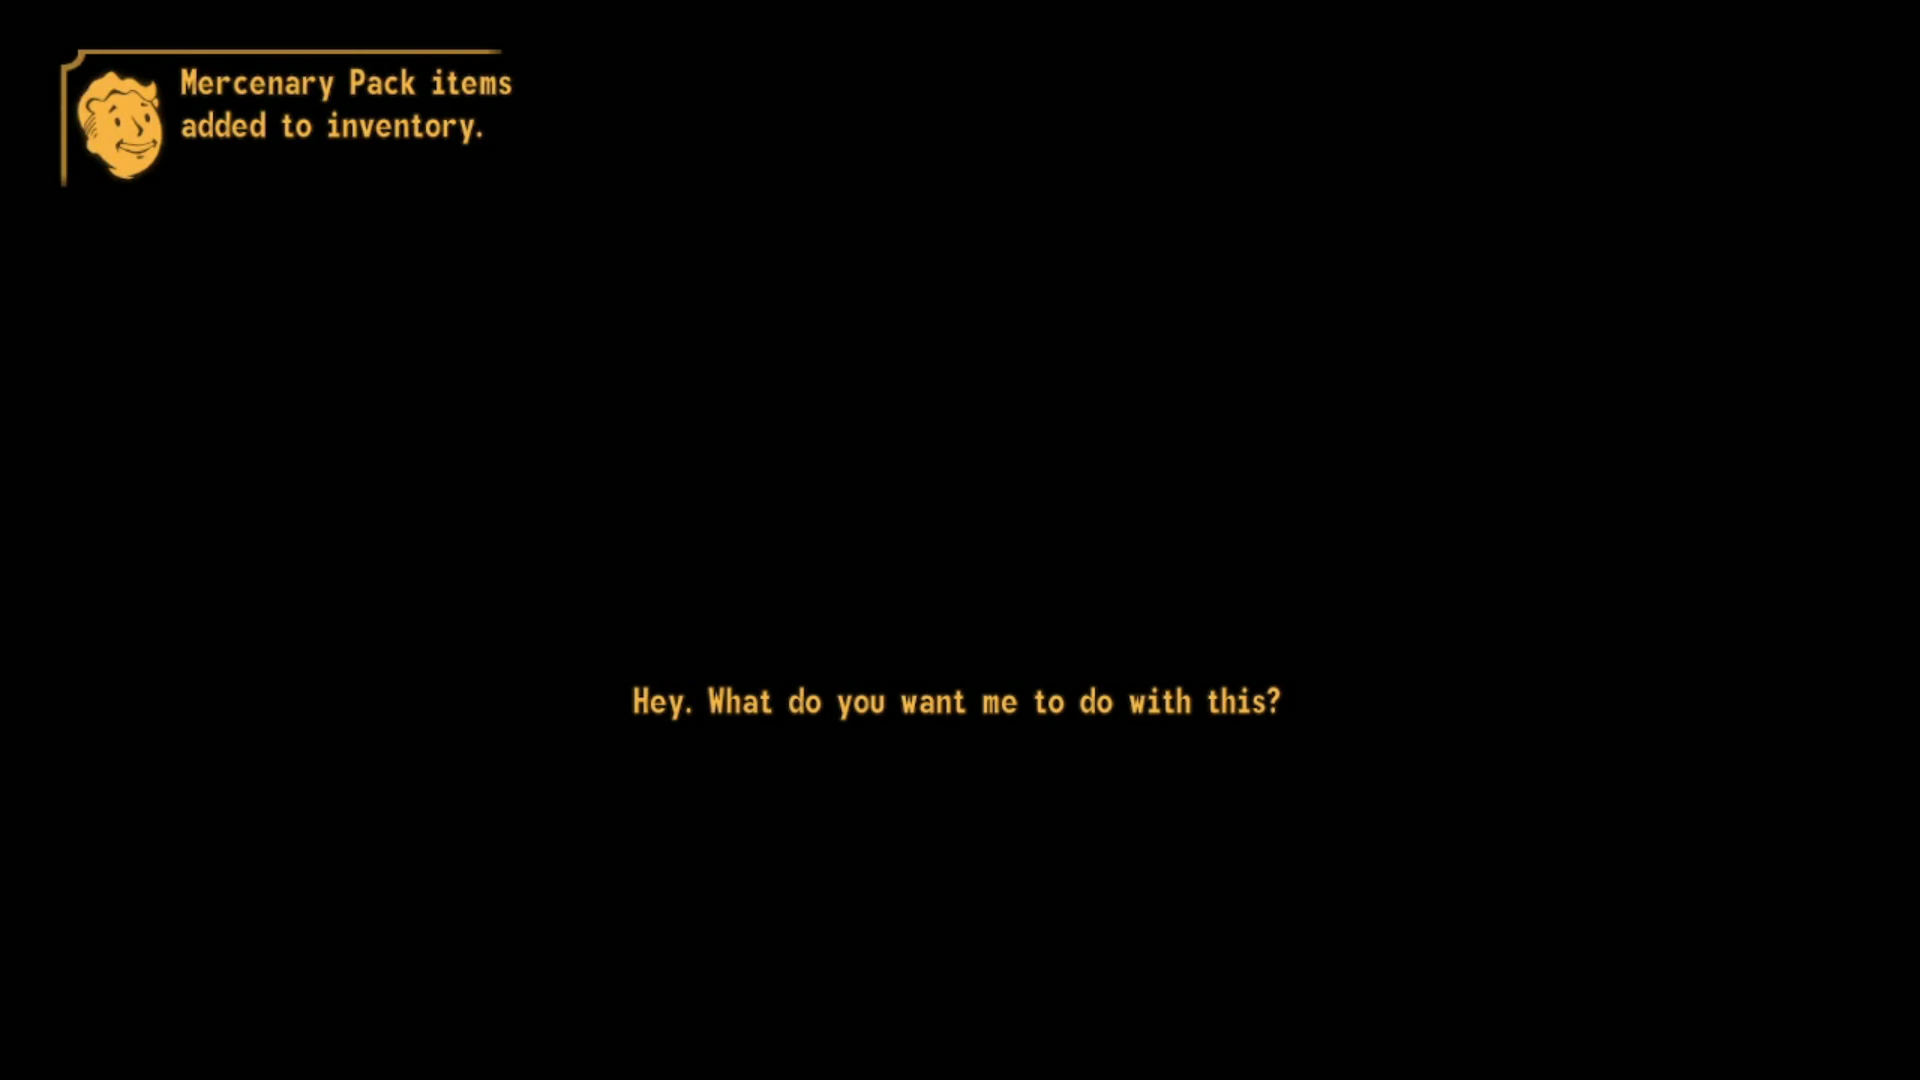 Mercenary Pack items
added to inventory.
Hey. What do you want me to do with this?